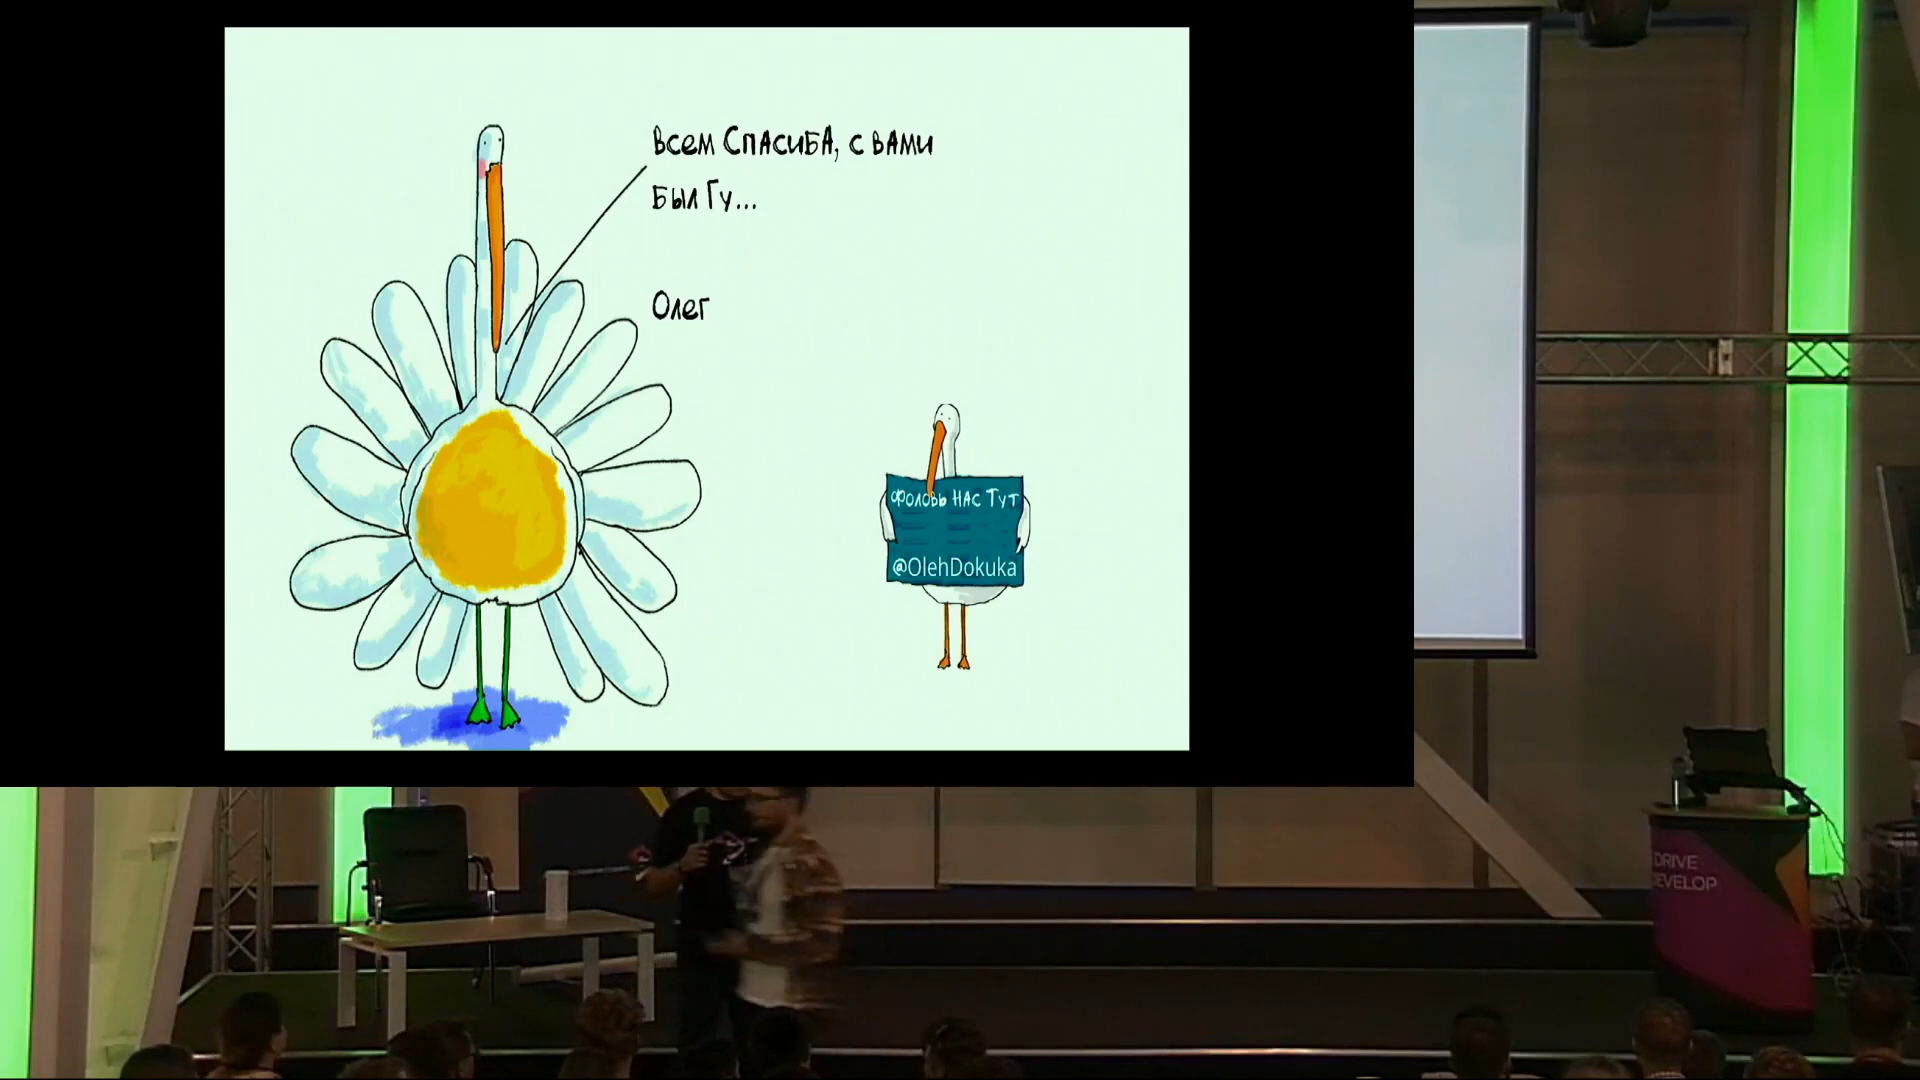 Всем Спасиба, с вами
был Гу...
Олег
Фоловь нас Тут
@OlehDokuka
DRIVE
DEVELOP